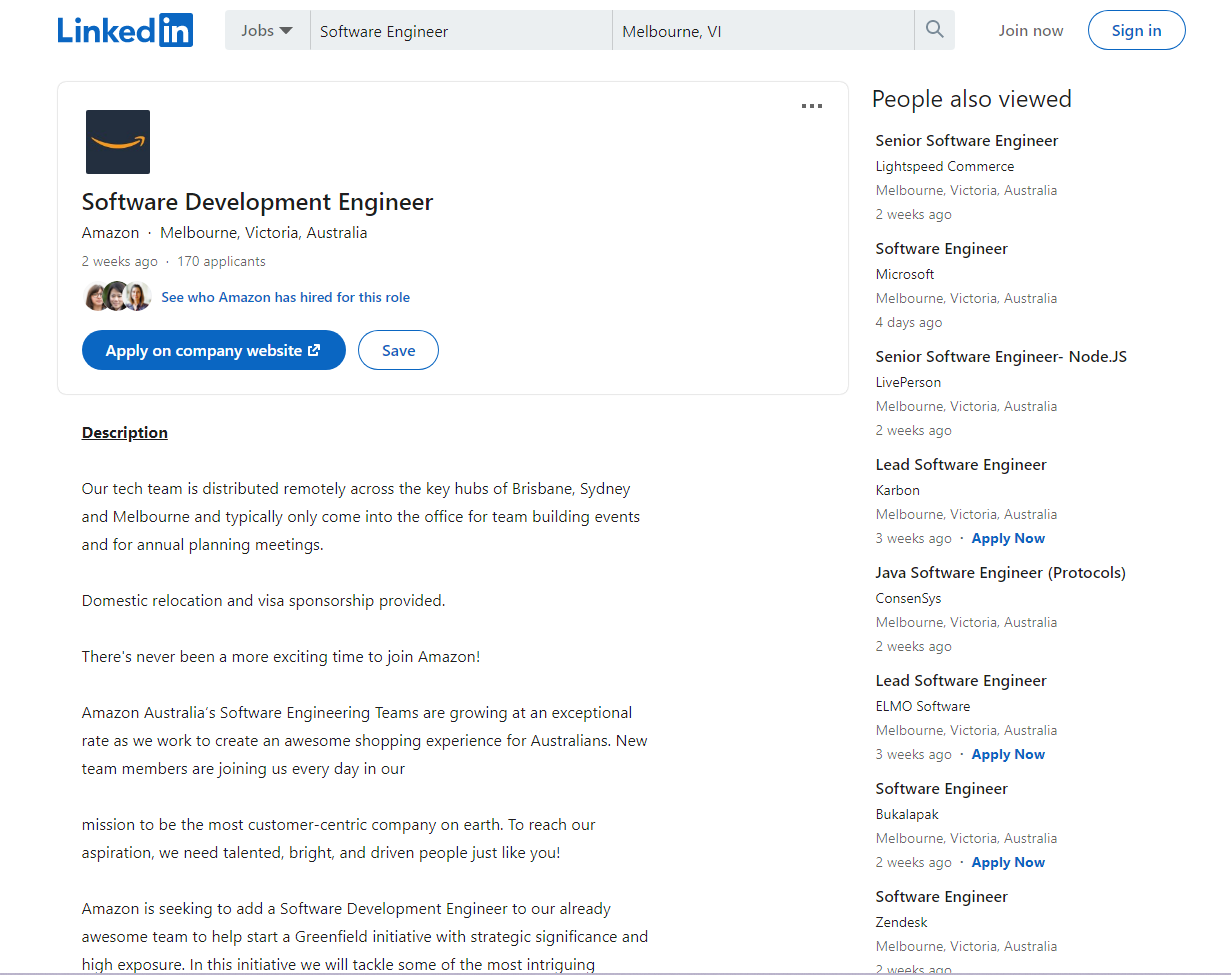 Linked in
Jobs
Software Engineer
Melbourne, VI
Join now
Sign in
Software Development Engineer
Amazon · Melbourne, Victoria, Australia
2 weeks ago · 170 applicants
See who Amazon has hired for this role
Apply on company website
Save
Description
Our tech team is distributed remotely across the key hubs of Brisbane, Sydney
and Melbourne and typically only come into the office for team building events
and for annual planning meetings.
Domestic relocation and visa sponsorship provided.
There's never been a more exciting time to join Amazon!
Amazon Australia's Software Engineering Teams are growing at an exceptional
rate as we work to create an awesome shopping experience for Australians. New
team members are joining us every day in our
mission to be the most customer-centric company on earth. To reach our
aspiration, we need talented, bright, and driven people just like you!
Amazon is seeking to add a Software Development Engineer to our already
awesome team to help start a Greenfield initiative with strategic significance and
high exposure. In this initiative we will tackle some of the most intriguing
People also viewed
Senior Software Engineer
Lightspeed Commerce
Melbourne, Victoria, Australia
2 weeks ago
Software Engineer
Microsoft
Melbourne, Victoria, Australia
4 days ago
Senior Software Engineer- Node.JS
LivePerson
Melbourne, Victoria, Australia
2 weeks ago
Lead Software Engineer
Karbon
Melbourne, Victoria, Australia
3 weeks ago · Apply Now
Java Software Engineer (Protocols)
ConsenSys
Melbourne, Victoria, Australia
2 weeks ago
Lead Software Engineer
ELMO Software
Melbourne, Victoria, Australia
3 weeks ago · Apply Now
Software Engineer
Bukalapak
Melbourne, Victoria, Australia
2 weeks ago · Apply Now
Software Engineer
Zendesk
Melbourne, Victoria, Australia
2 weeks ago